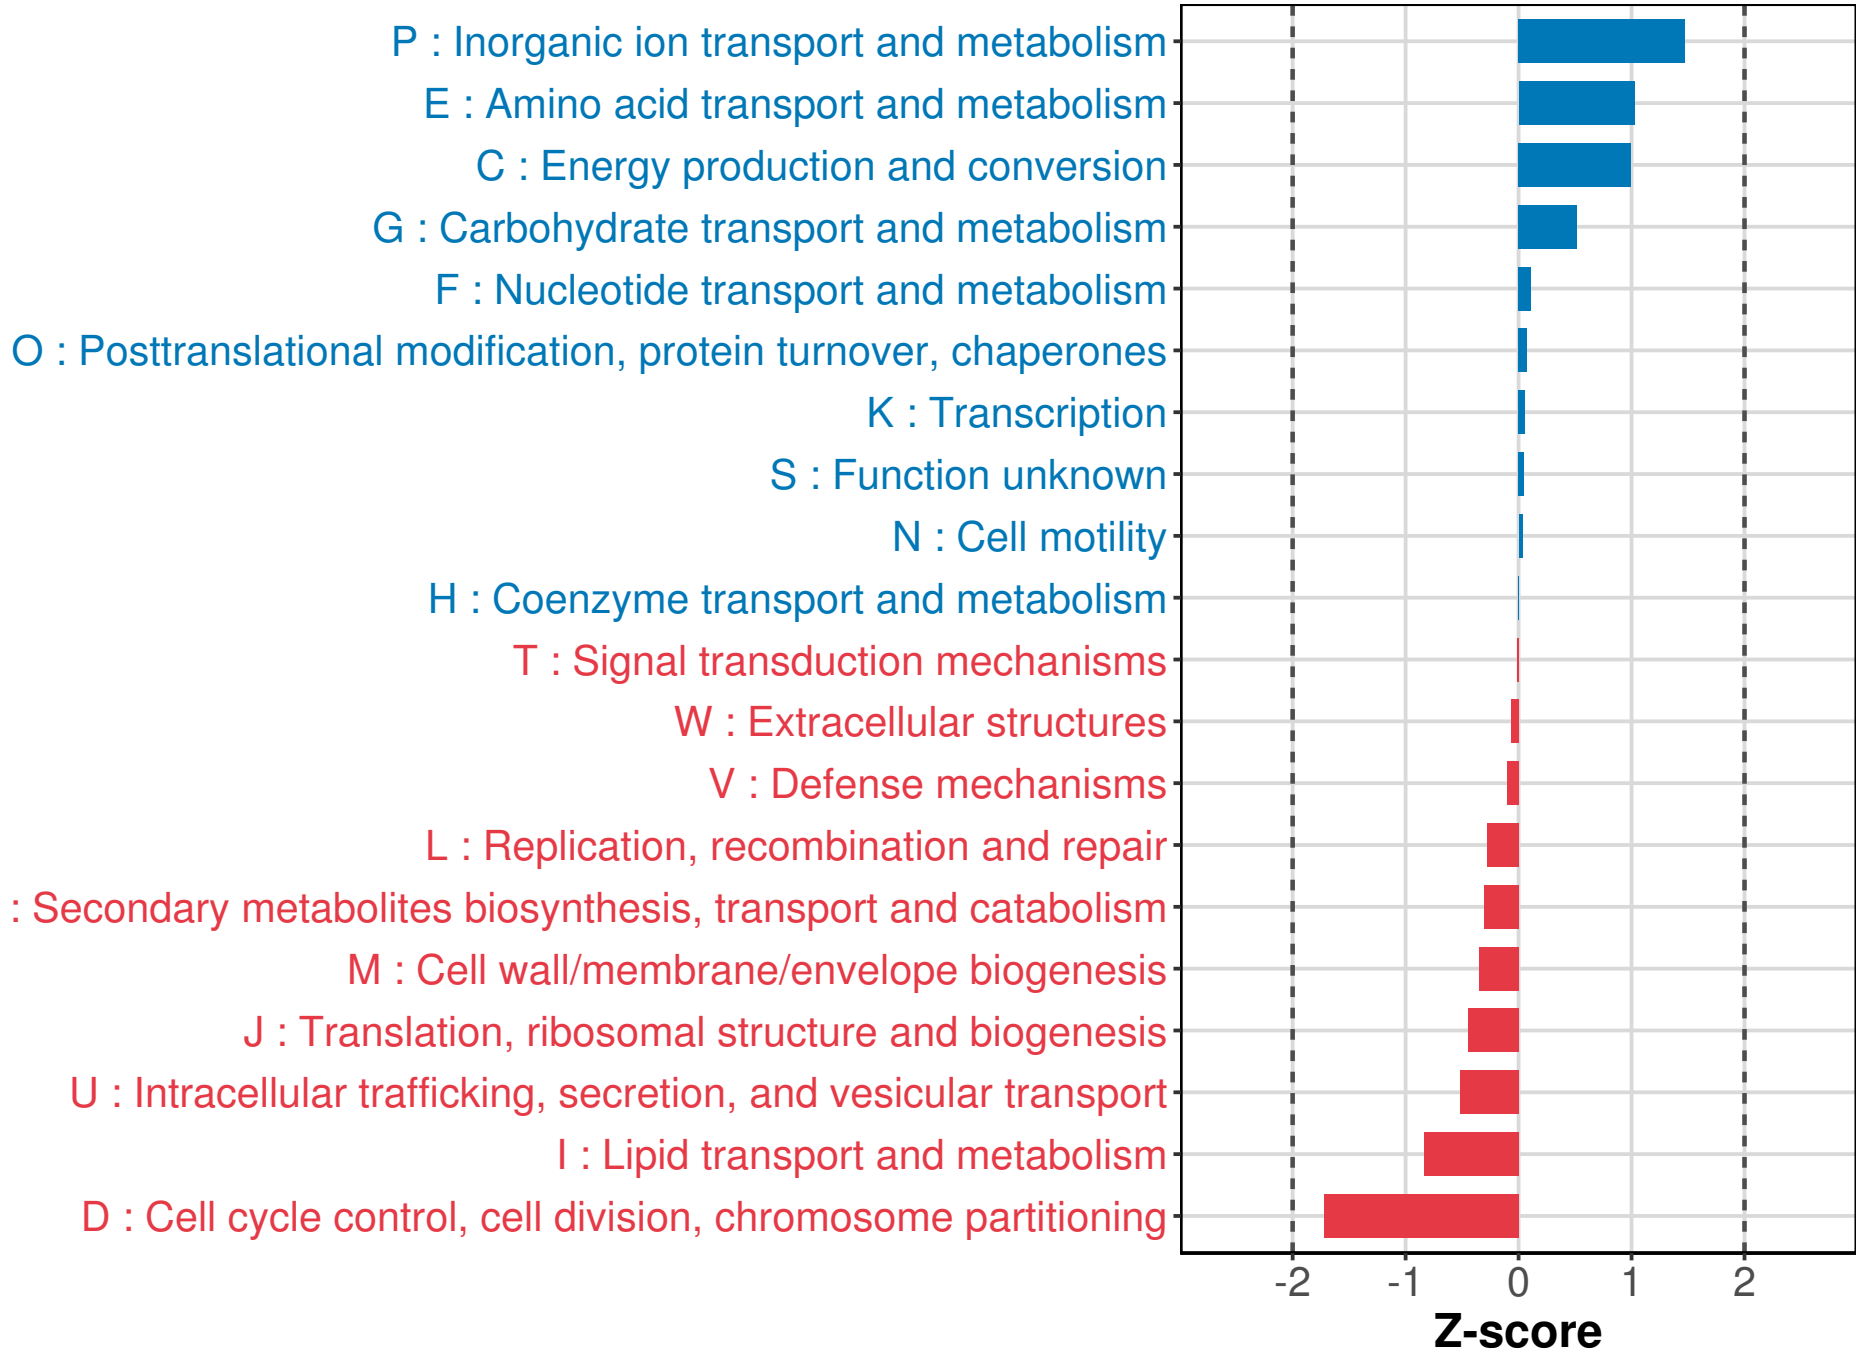 P : Inorganic ion transport and metabolism
E : Amino acid transport and metabolism
C : Energy production and conversion
G : Carbohydrate transport and metabolism
F : Nucleotide transport and metabolism
O : Posttranslational modification, protein turnover, chaperones
K : Transcription
S : Function unknown
N : Cell motility
H : Coenzyme transport and metabolism
T : Signal transduction mechanisms
W : Extracellular structures
V : Defense mechanisms
L : Replication, recombination and repair
: Secondary metabolites biosynthesis, transport and catabolism
M : Cell wall/membrane/envelope biogenesis
J : Translation, ribosomal structure and biogenesis
U : Intracellular trafficking, secretion, and vesicular transport
I : Lipid transport and metabolism
D : Cell cycle control, cell division, chromosome partitioning
-2 -1 0 1 2
Z-score